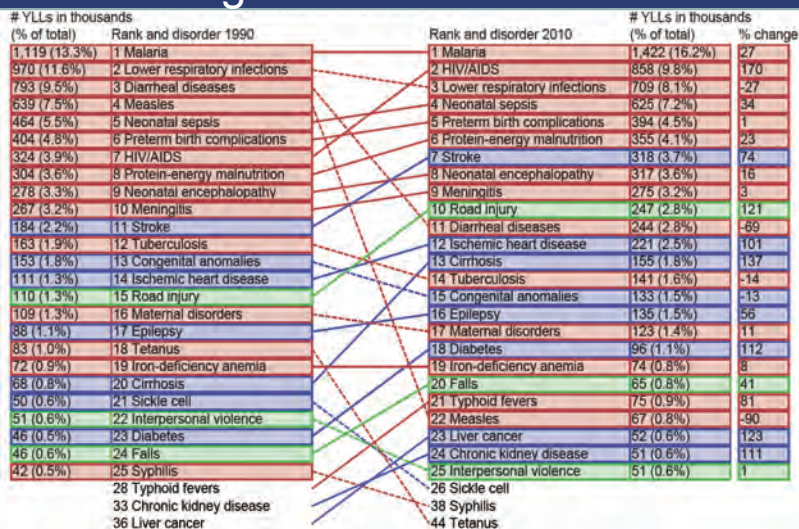 # YLLs in thousands # YLLs in thousands
(% of total) Rank and disorder 1990 Rank and disorder 2010 (% of total) % change
1,119 (13.3%) 1 Malaria 1 Malaria 1,422 (16.2%) 27
970 (11.6%) 2 Lower respiratory infections 2 HIV/AIDS 858 (9.8%) 170
793 (9.5%) 3 Diarrheal diseases 3 Lower respiratory infections 709 (8.1%) -27
639 (7.5%) 4 Measles 4 Neonatal sepsis 625 (7.2%) 34
464 (5.5%) 5 Neonatal sepsis 5 Preterm birth complications 394 (4.5%) 1
404 (4.8%) 6 Preterm birth complications 6 Protein-energy malnutrition 355 (4.1%) 23
324 (3.9%) 7 HIV/AIDS 7 Stroke 318 (3.7%) 74
304 (3.6%) 8 Protein-energy malnutrition 8 Neonatal encephalopathy 317 (3.6%) 16
278 (3.3%) 9 Neonatal encephalopathy 9 Meningitis 275 (3.2%) 3
267 (3.2%) 10 Meningitis 10 Road injury 247 (2.8%) 121
184 (2.2%) 11 Stroke 11 Diarrheal diseases 244 (2.8%) -69
163 (1.9%) 12 Tuberculosis 12 Ischemic heart disease 221 (2.5%) 101
153 (1.8%) 13 Congenital anomalies 13 Cirrhosis 155 (1.8%) 137
111 (1.3%) 14 Ischemic heart disease 14 Tuberculosis 141 (1.6%) -14
110 (1.3%) 15 Road injury 15 Congenital anomalies 133 (1.5%) -13
109 (1.3%) 16 Maternal disorders 16 Epilepsy 135 (1.5%) 56
88 (1.1%) 17 Epilepsy 17 Maternal disorders 123 (1.4%) 11
83 (1.0%) 18 Tetanus 18 Diabetes 96 (1.1%) 112
72 (0.9%) 19 Iron-deficiency anemia 19 Iron-deficiency anemia 74 (0.8%) 8
68 (0.8%) 20 Cirrhosis 20 Falls 65 (0.8%) 41
50 (0.6%) 21 Sickle cell 21 Typhoid fevers 75 (0.9%) 81
51 (0.6%) 22 Interpersonal violence 22 Measles 67 (0.8%) -90
46 (0.5%) 23 Diabetes 23 Liver cancer 52 (0.6%) 123
46 (0.6%) 24 Falls 24 Chronic kidney disease 51 (0.6%) 111
42 (0.5%) 25 Syphilis 25 Interpersonal violence 51 (0.6%) 1
28 Typhoid fevers 26 Sickle cell
33 Chronic kidney disease 38 Syphilis
36 Liver cancer 44 Tetanus